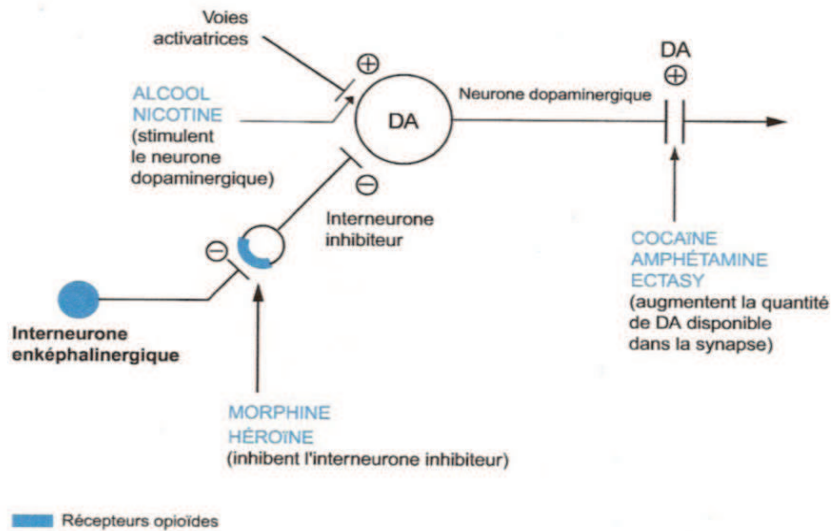 Voies
activatrices
DA
⊕
⊕
ALCOOL
NICOTINE
(stimulent
le neurone
dopaminergique)
DA
Neurone dopaminergique
⊖
Interneurone
inhibiteur
⊖
Interneurone
enképhalinergique
COCAÏNE
AMPHÉTAMINE
ECTASY
(augmentent la quantité
de DA disponible
dans la synapse)
MORPHINE
HÉROÏNE
(inhibent l'interneurone inhibiteur)
Récepteurs opioïdes